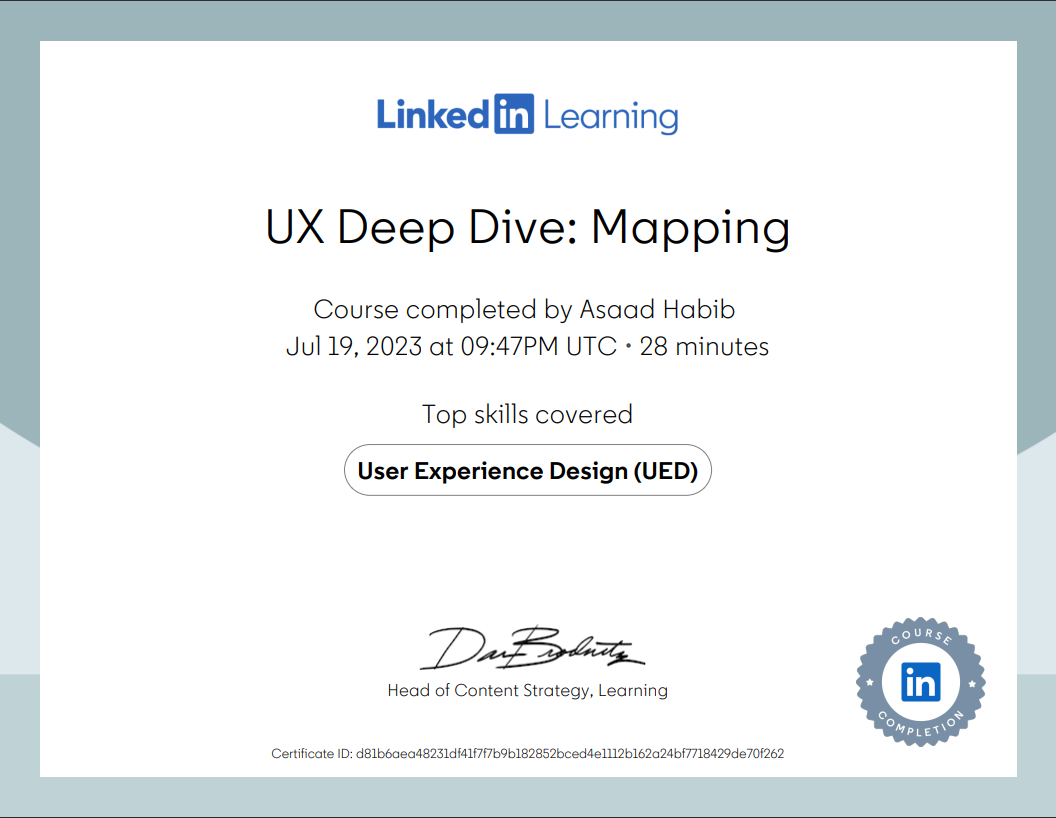 Linked in Learning
UX Deep Dive: Mapping
Course completed by Asaad Habib
Jul 19, 2023 at 09:47PM UTC • 28 minutes
Top skills covered
User Experience Design (UED)
Dan Brodnitz
Head of Content Strategy, Learning
COURSE
in
COMPLETION
Certificate ID: d81b6aea48231df41f7f7b9b182852bced4e1112b162a24bf7718429de70f262